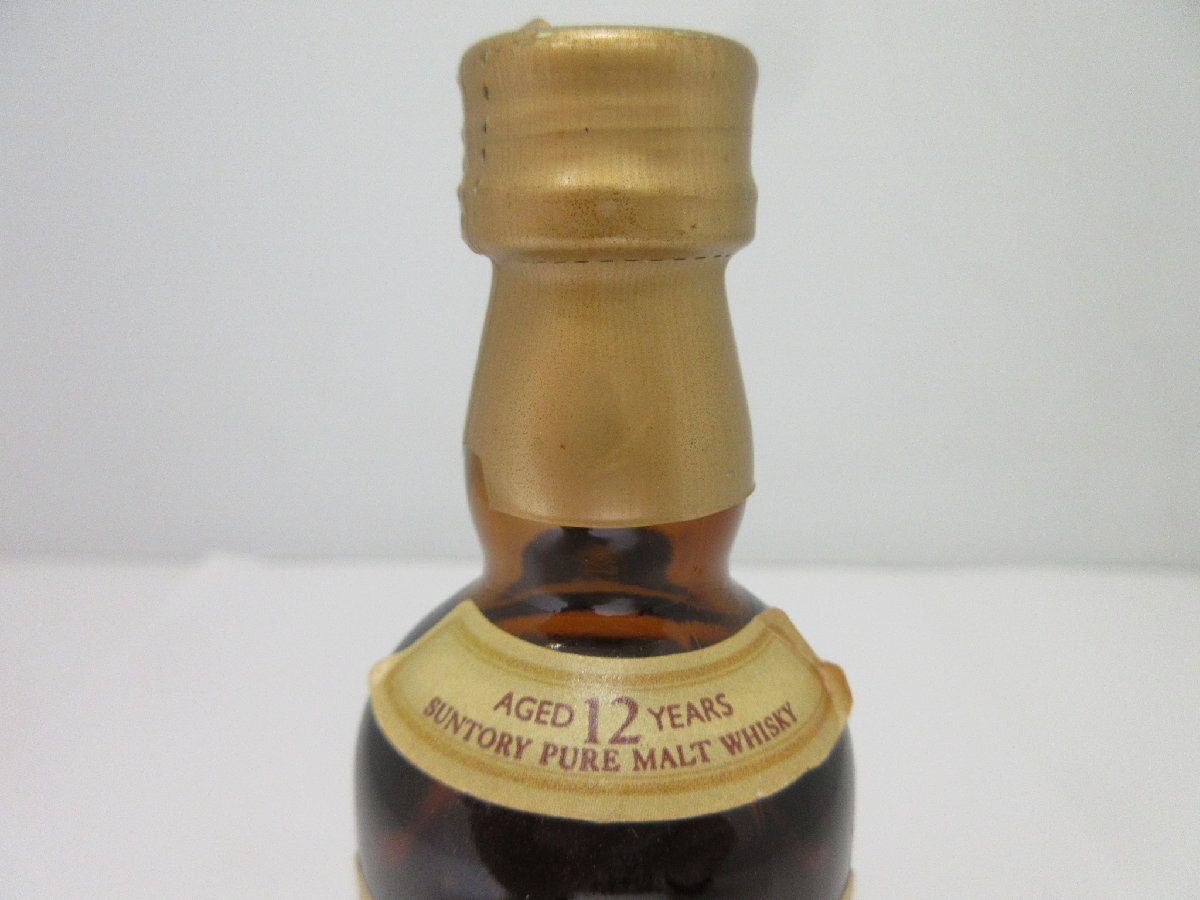 AGED 12 YEARS
SUNTORY PURE MALT WHISKY